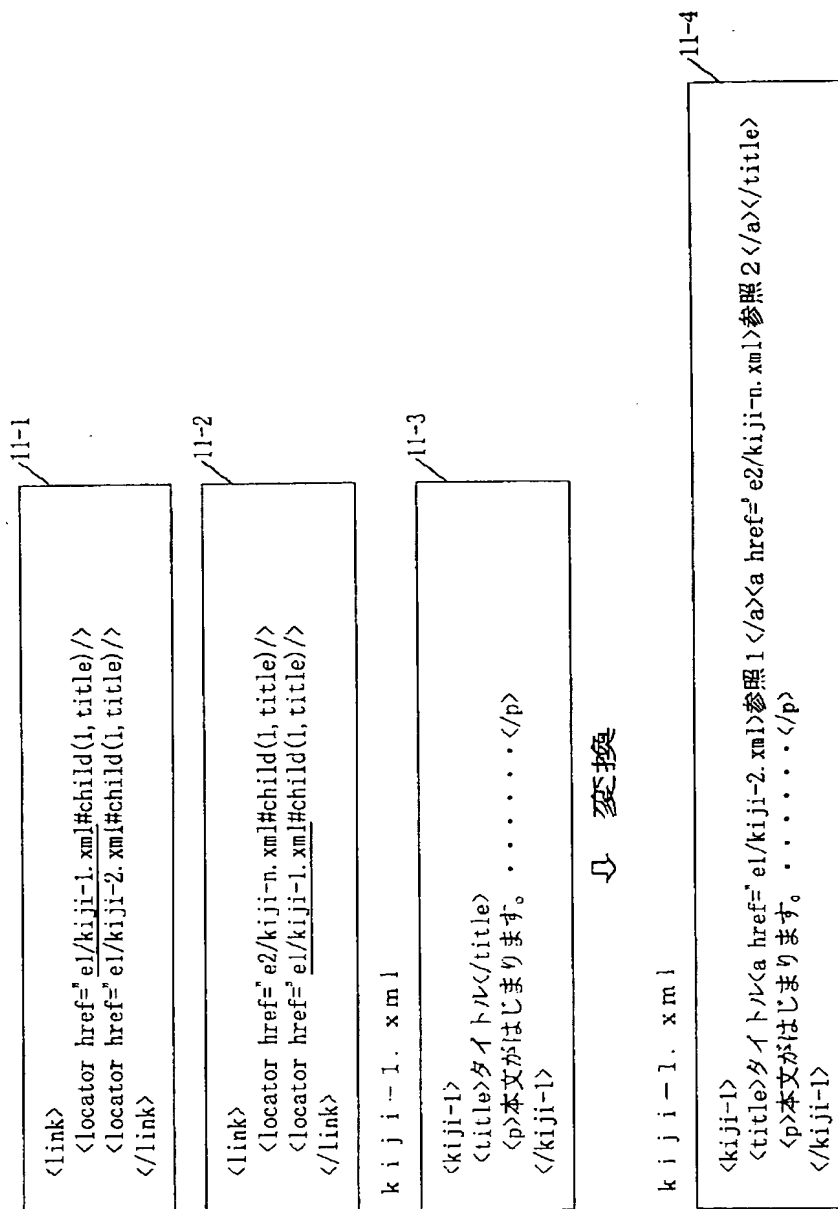 11-1
<link>
<locator href="e1/kiji-1.xml#child(1,title)/>
<locator href="e1/kiji-2.xml#child(1,title)/>
</link>
11-2
<link>
<locator href="e2/kiji-n.xml#child(1,title)/>
<locator href="e1/kiji-1.xml#child(1,title)/>
</link>
kiji-1.xml
11-3
<kiji-1>
<title>タイトル</title>
<p>本文がはじまります。・・・・・・・</p>
</kiji-1>
⇩ 変換
kiji-1.xml
11-4
<kiji-1>
<title>タイトル<a href="e1/kiji-2.xml>参照1</a><a href="e2/kiji-n.xml>参照2</a></title>
<p>本文がはじまります。・・・・・・・</p>
</kiji-1>